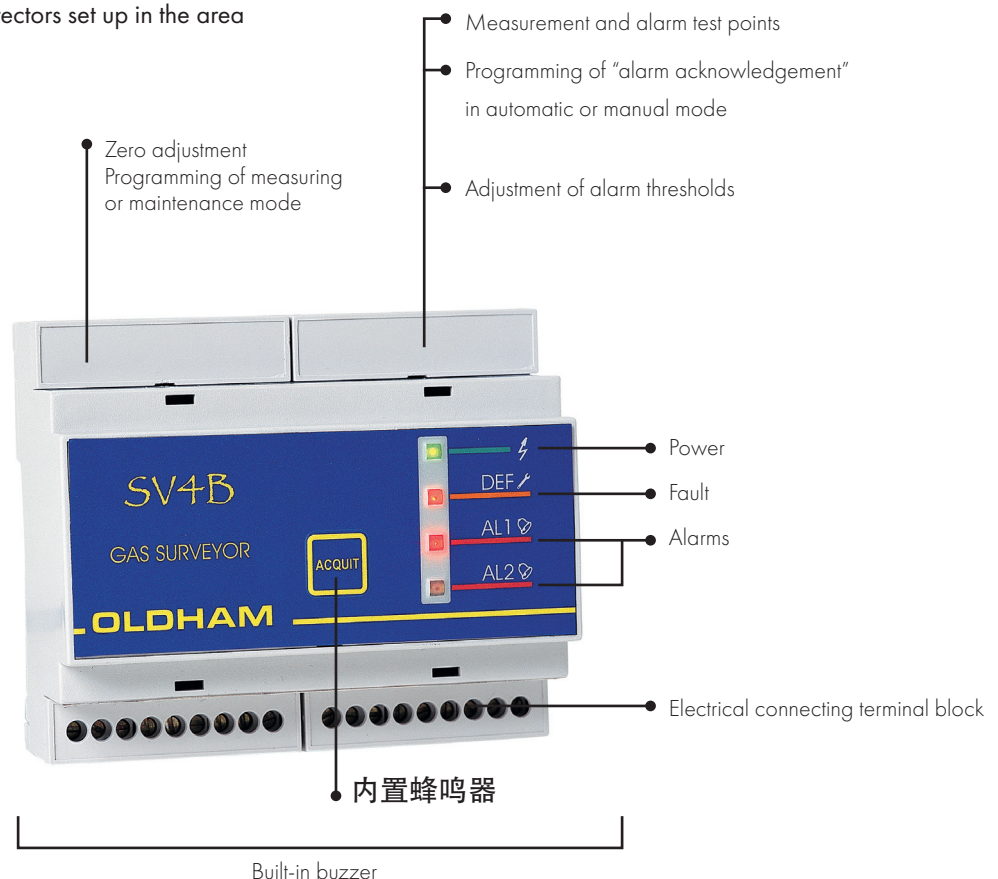 ectors set up in the area
Measurement and alarm test points
Programming of “alarm acknowledgement”
in automatic or manual mode
Zero adjustment
Programming of measuring
or maintenance mode
Adjustment of alarm thresholds
SV4B
GAS SURVEYOR
ACQUIT
OLDHAM
DEF
AL1
AL2
Power
Fault
Alarms
Electrical connecting terminal block
内置蜂鸣器
Built-in buzzer